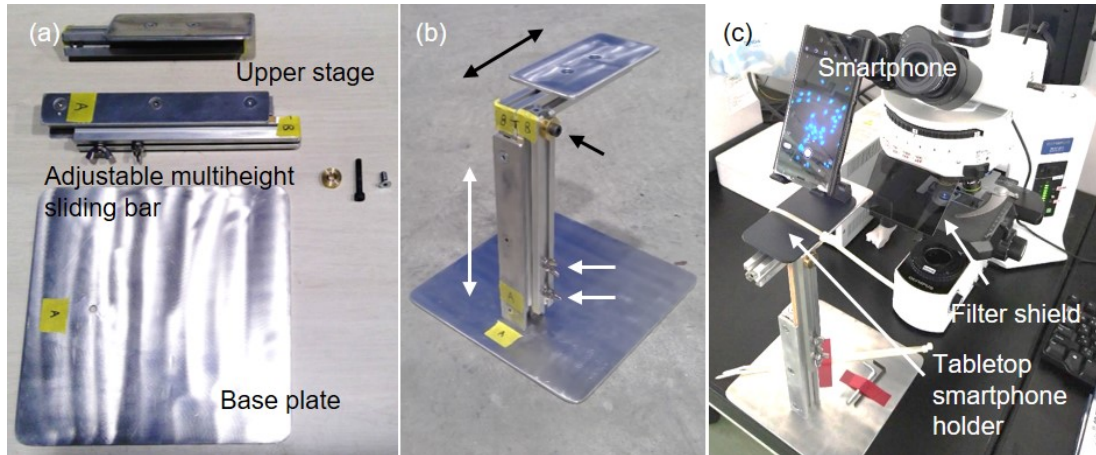 (a)
Upper stage
A
B
Adjustable multiheight
sliding bar
A
Base plate
(b)
A
A
(c)
Smartphone
Filter shield
Tabletop
smartphone
holder